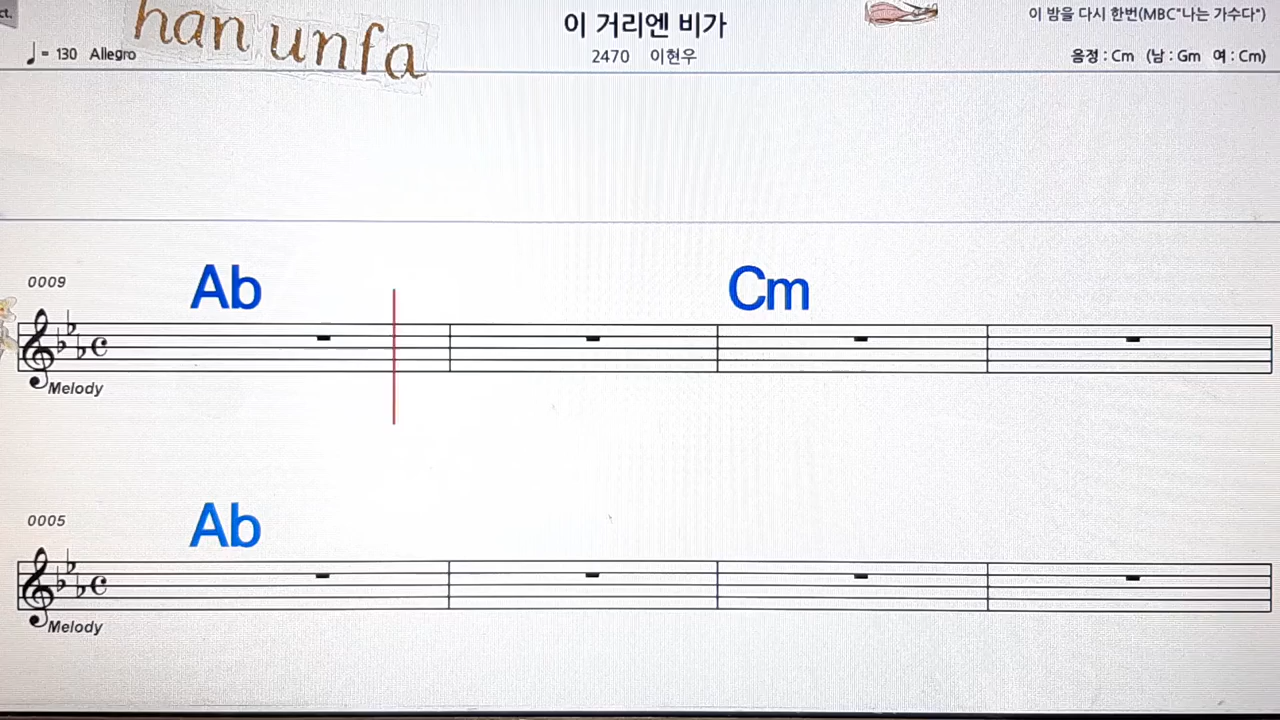 ct.
han unfa
이 거리엔 비가
이 밤을 다시 한번(MBC"나는 가수다")
♩= 130 Allegro
2470 이현우
음정 : Cm (남 : Gm 여 : Cm)
0009
Ab Cm
Melody
0005
Ab
Melody